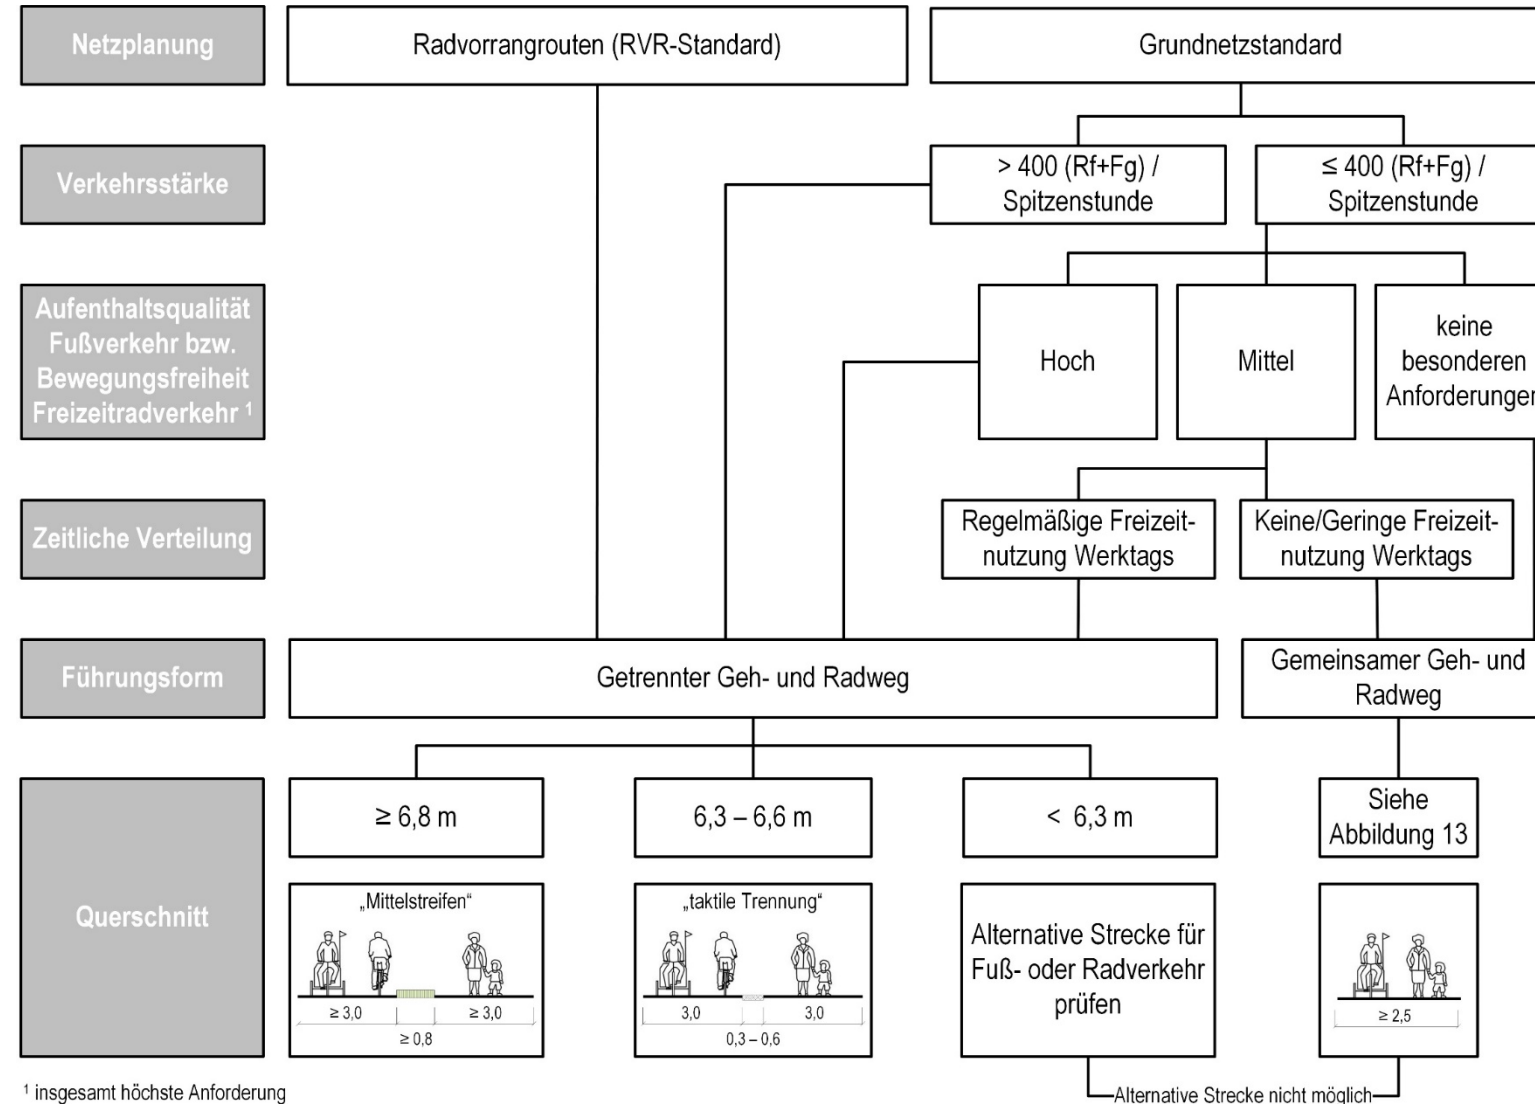 Netzplanung
Radvorrangrouten (RVR-Standard)
Grundnetzstandard
Verkehrsstärke
> 400 (Rf+Fg) /
Spitzenstunde
≤ 400 (Rf+Fg) /
Spitzenstunde
Aufenthaltsqualität
Fußverkehr bzw.
Bewegungsfreiheit
Freizeitradverkehr ¹
Hoch
Mittel
keine
besonderen
Anforderungen
Zeitliche Verteilung
Regelmäßige Freizeit-
nutzung Werktags
Keine/Geringe Freizeit-
nutzung Werktags
Führungsform
Getrennter Geh- und Radweg
Gemeinsamer Geh- und
Radweg
Querschnitt
≥ 6,8 m
6,3 – 6,6 m
< 6,3 m
Siehe
Abbildung 13
„Mittelstreifen“
≥ 3,0
≥ 3,0
≥ 0,8
„taktile Trennung“
3,0
3,0
0,3 – 0,6
Alternative Strecke für
Fuß- oder Radverkehr
prüfen
≥ 2,5
¹ insgesamt höchste Anforderung
Alternative Strecke nicht möglich